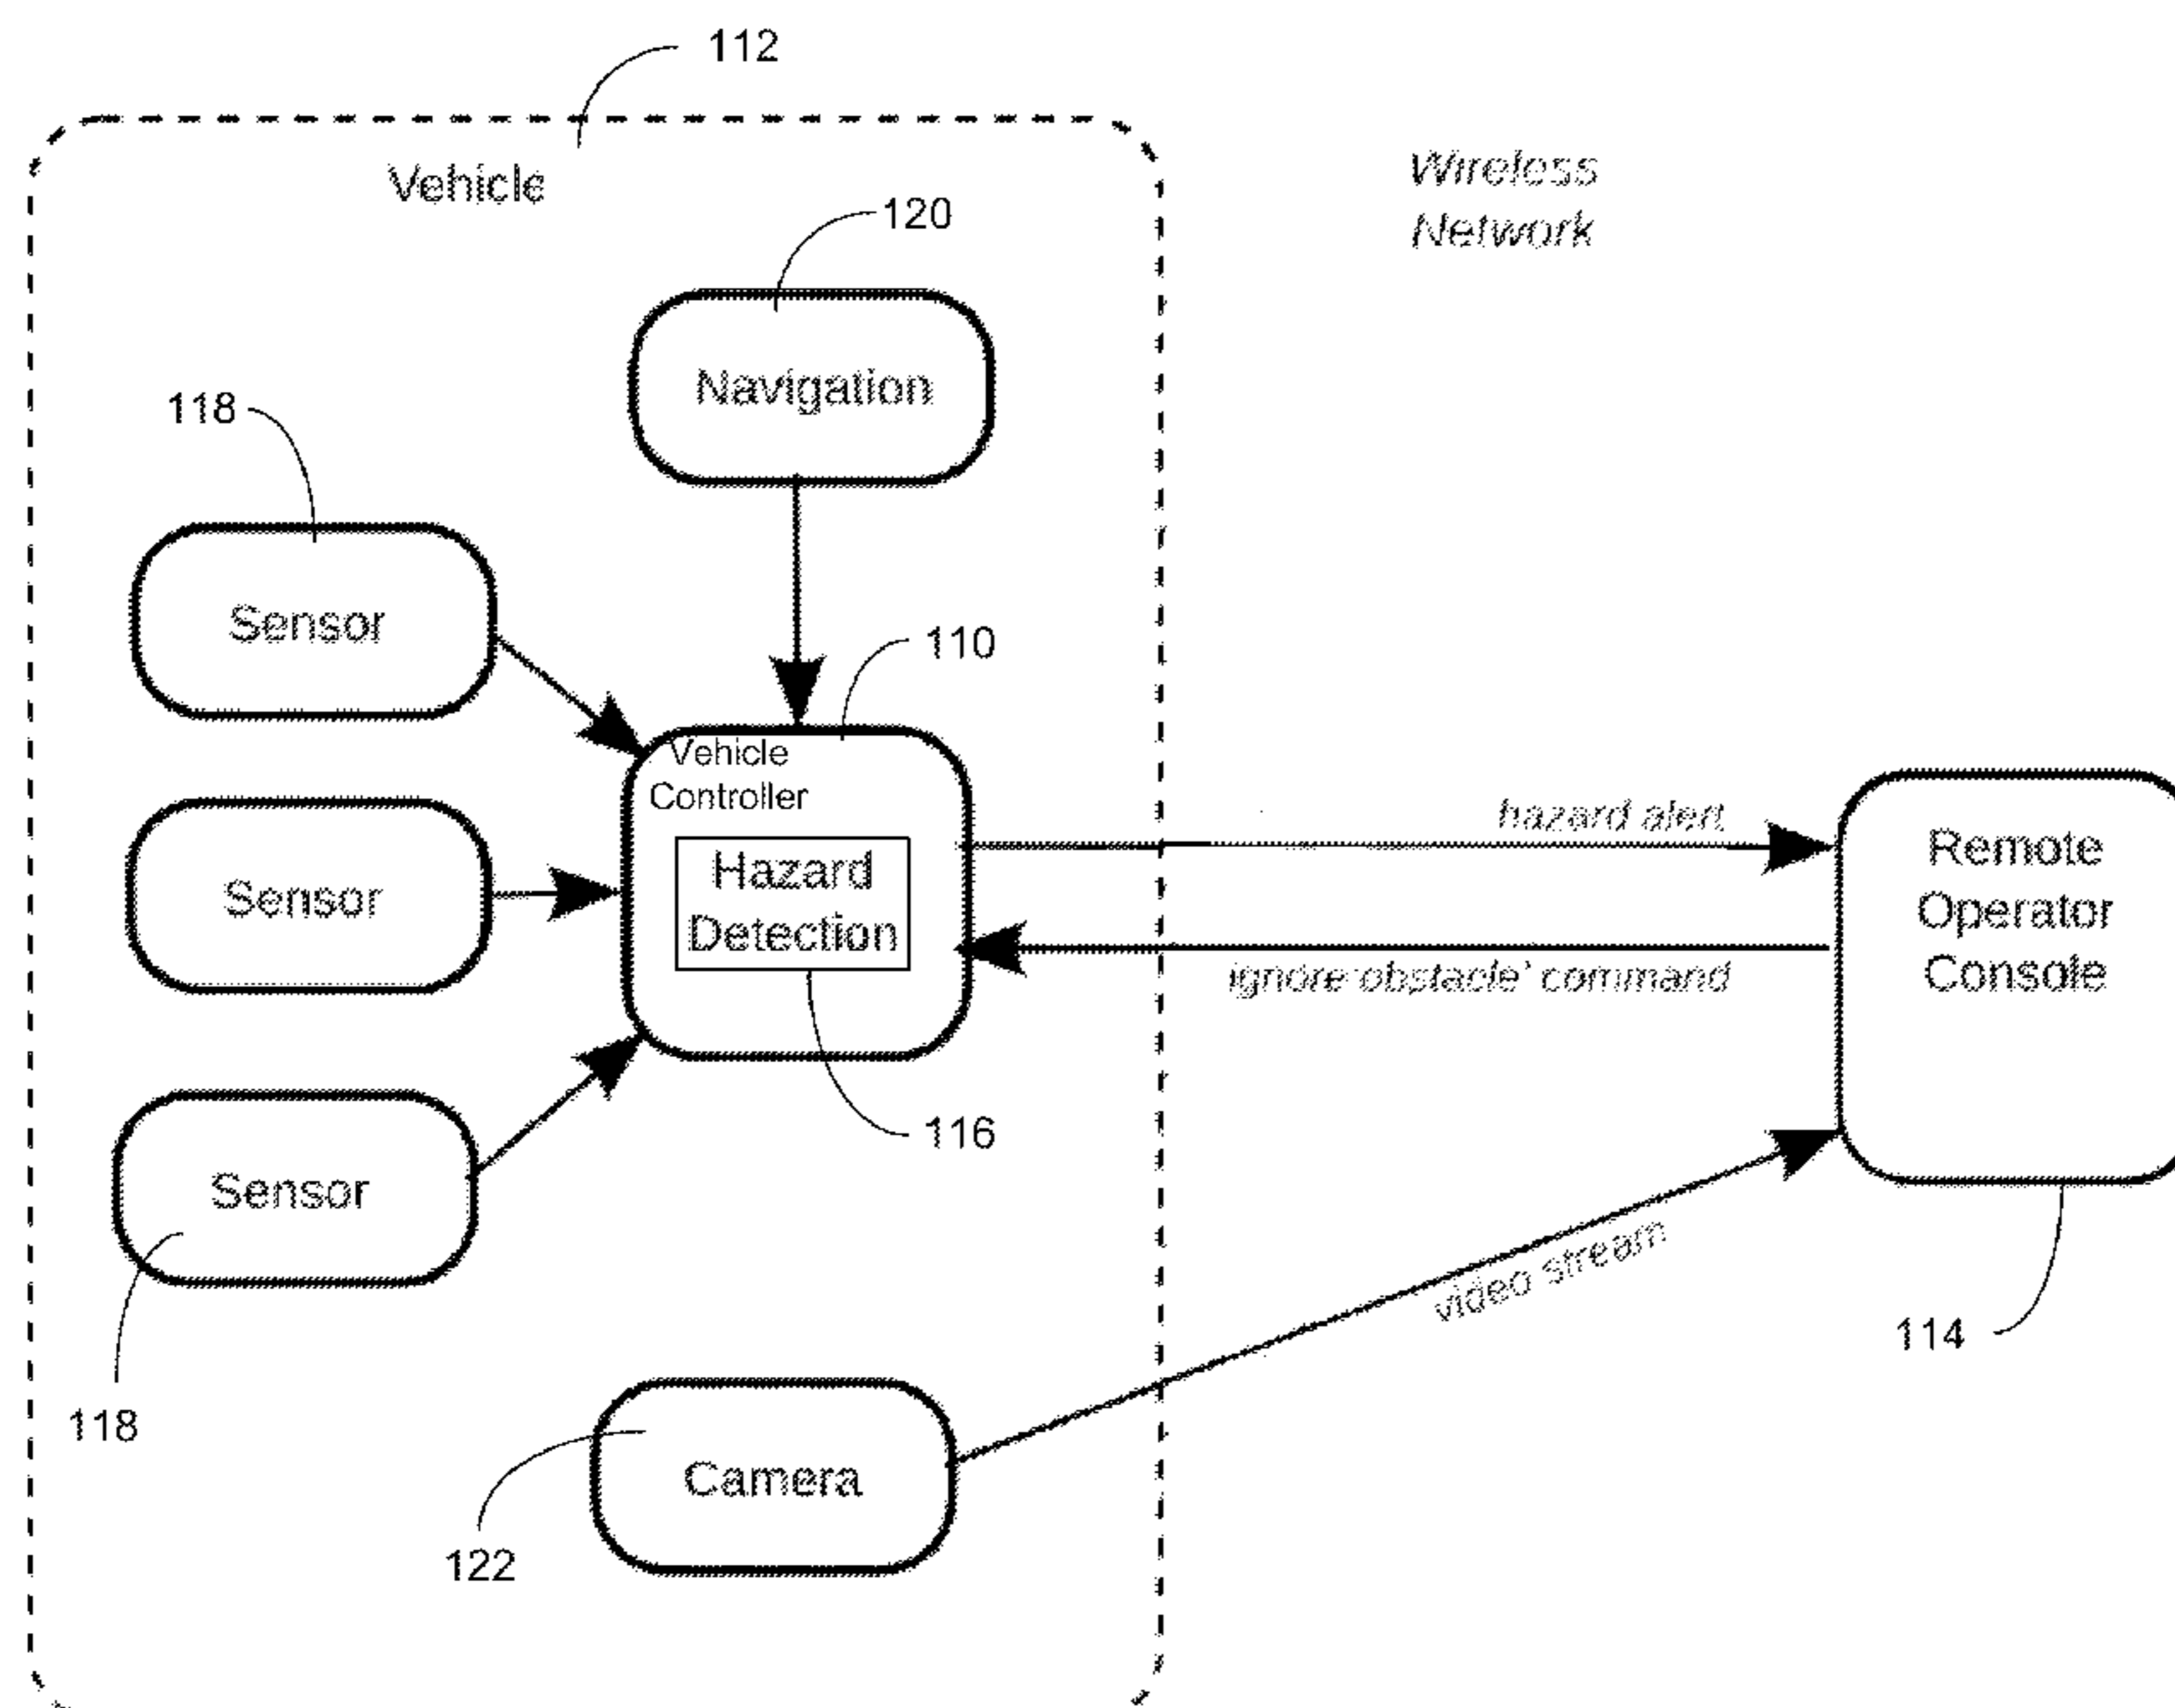 112
Vehicle
Wireless
Network
120
Navigation
118
Sensor
110
Vehicle
Controller
Hazard
Detection
hazard alert
Remote
Operator
Console
Sensor
ignore obstacle' command
116
Sensor
video stream
114
118
Camera
122